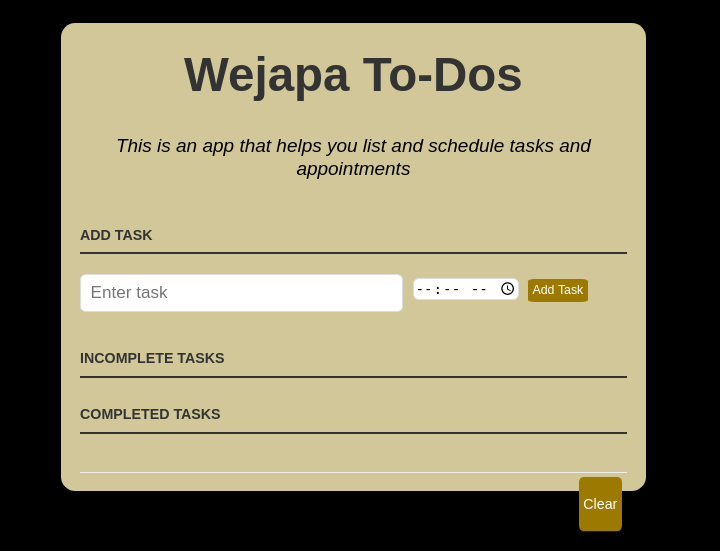 Wejapa To-Dos
This is an app that helps you list and schedule tasks and
appointments
ADD TASK
Enter task
--:-- --
Add Task
INCOMPLETE TASKS
COMPLETED TASKS
Clear